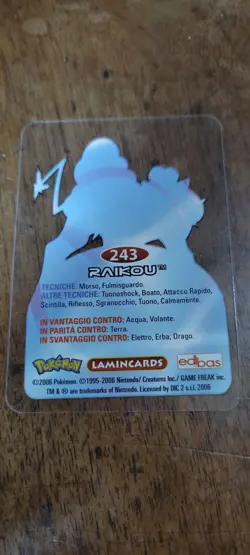 243
RAIKOU™
TECNICHE: Morso, Fulmisguardo.
ALTRE TECNICHE: Tuonoshock, Boato, Attacco Rapido,
Scintilla, Riflesso, Sgranocchio, Tuono, Calmamente.
IN VANTAGGIO CONTRO: Acqua, Volante.
IN PARITÀ CONTRO: Terra.
IN SVANTAGGIO CONTRO: Elettro, Erba, Drago.
POKéMON LAMINCARDS edibas
©2006 Pokémon. ©1995-2006 Nintendo/ Creatures Inc./ GAME FREAK inc.
TM & ® are trademarks of Nintendo. Licensed by DIC 2 s.r.l. 2006